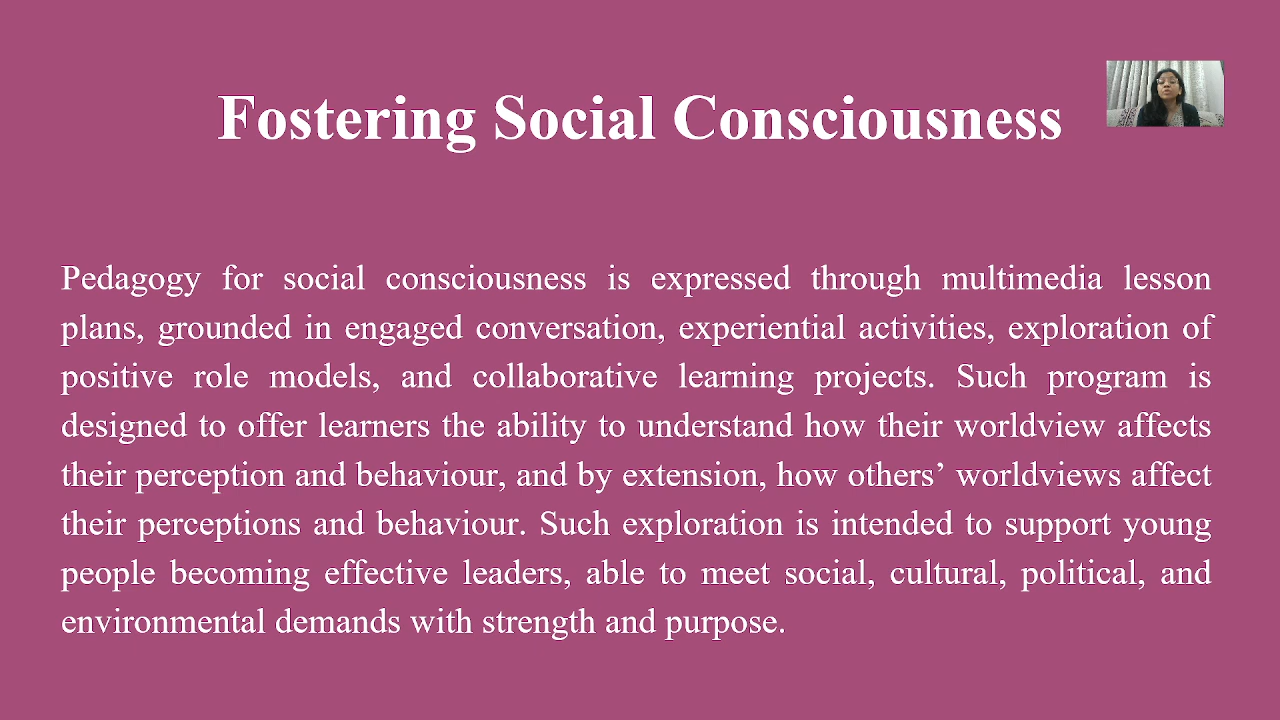 Fostering Social Consciousness
Pedagogy for social consciousness is expressed through multimedia lesson
plans, grounded in engaged conversation, experiential activities, exploration of
positive role models, and collaborative learning projects. Such program is
designed to offer learners the ability to understand how their worldview affects
their perception and behaviour, and by extension, how others’ worldviews affect
their perceptions and behaviour. Such exploration is intended to support young
people becoming effective leaders, able to meet social, cultural, political, and
environmental demands with strength and purpose.